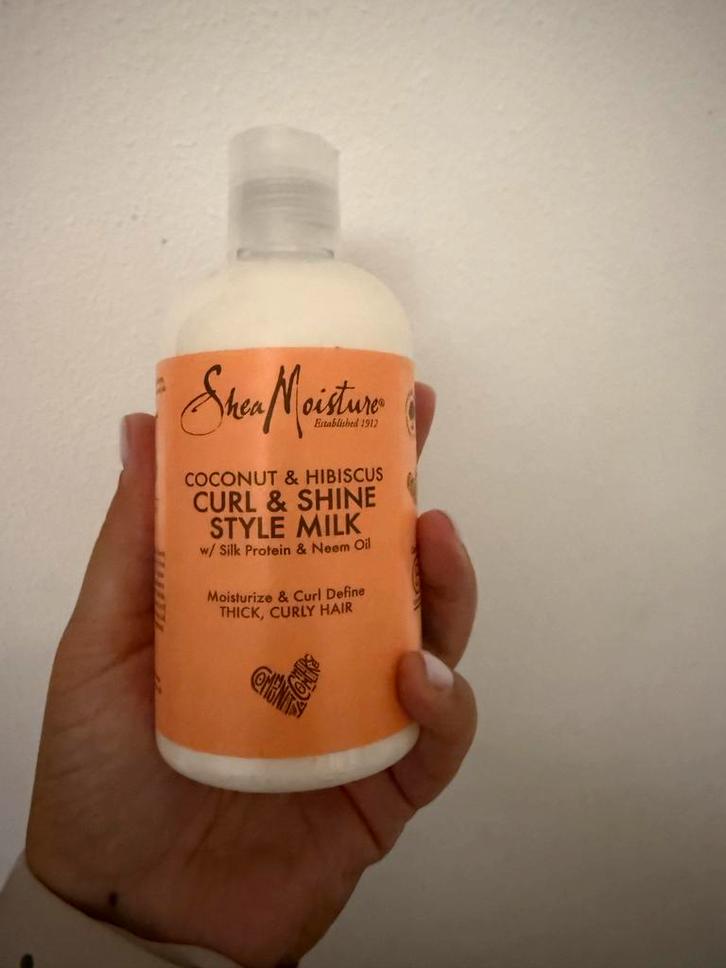 SheaMoisture®
Established 1912
COCONUT & HIBISCUS
CURL & SHINE
STYLE MILK
w/ Silk Protein & Neem Oil
Moisturize & Curl Define
THICK, CURLY HAIR